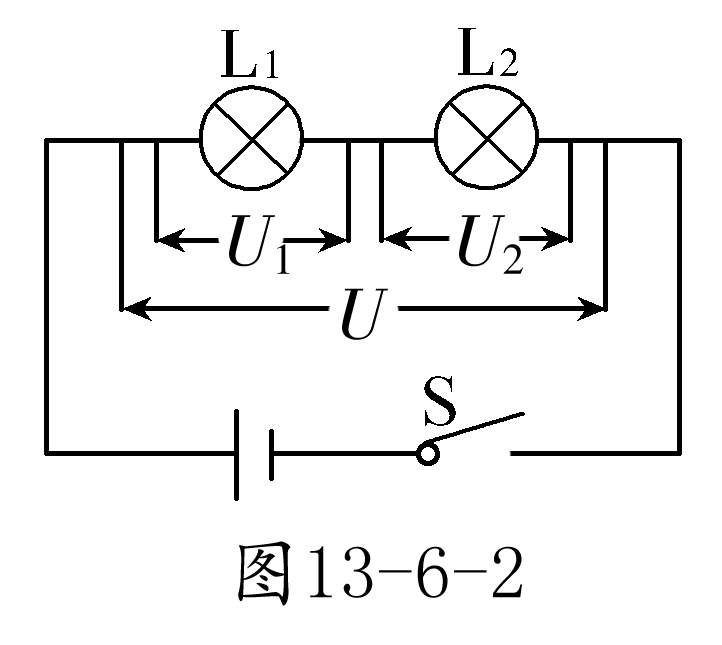 L₁ L₂
U₁ U₂
U
S
图13-6-2